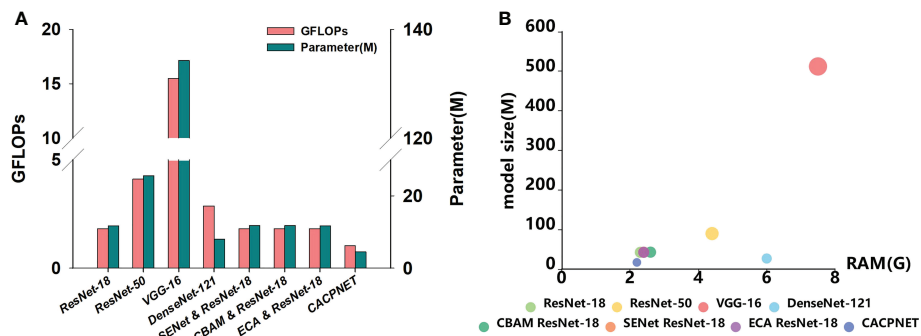 A
20
15
10
5
0
GFLOPs
GFLOPs
Parameter(M)
140
120
20
0
Parameter(M)
ResNet-18
ResNet-50
VGG-16
DenseNet-121
SENet & ResNet-18
CBAM & ResNet-18
ECA & ResNet-18
CACPNET
B
600
500
400
300
200
100
0
model size(M)
0 2 4 6 8 RAM(G)
ResNet-18 ResNet-50 VGG-16 DenseNet-121
CBAM ResNet-18 SENet ResNet-18 ECA ResNet-18 CACPNET